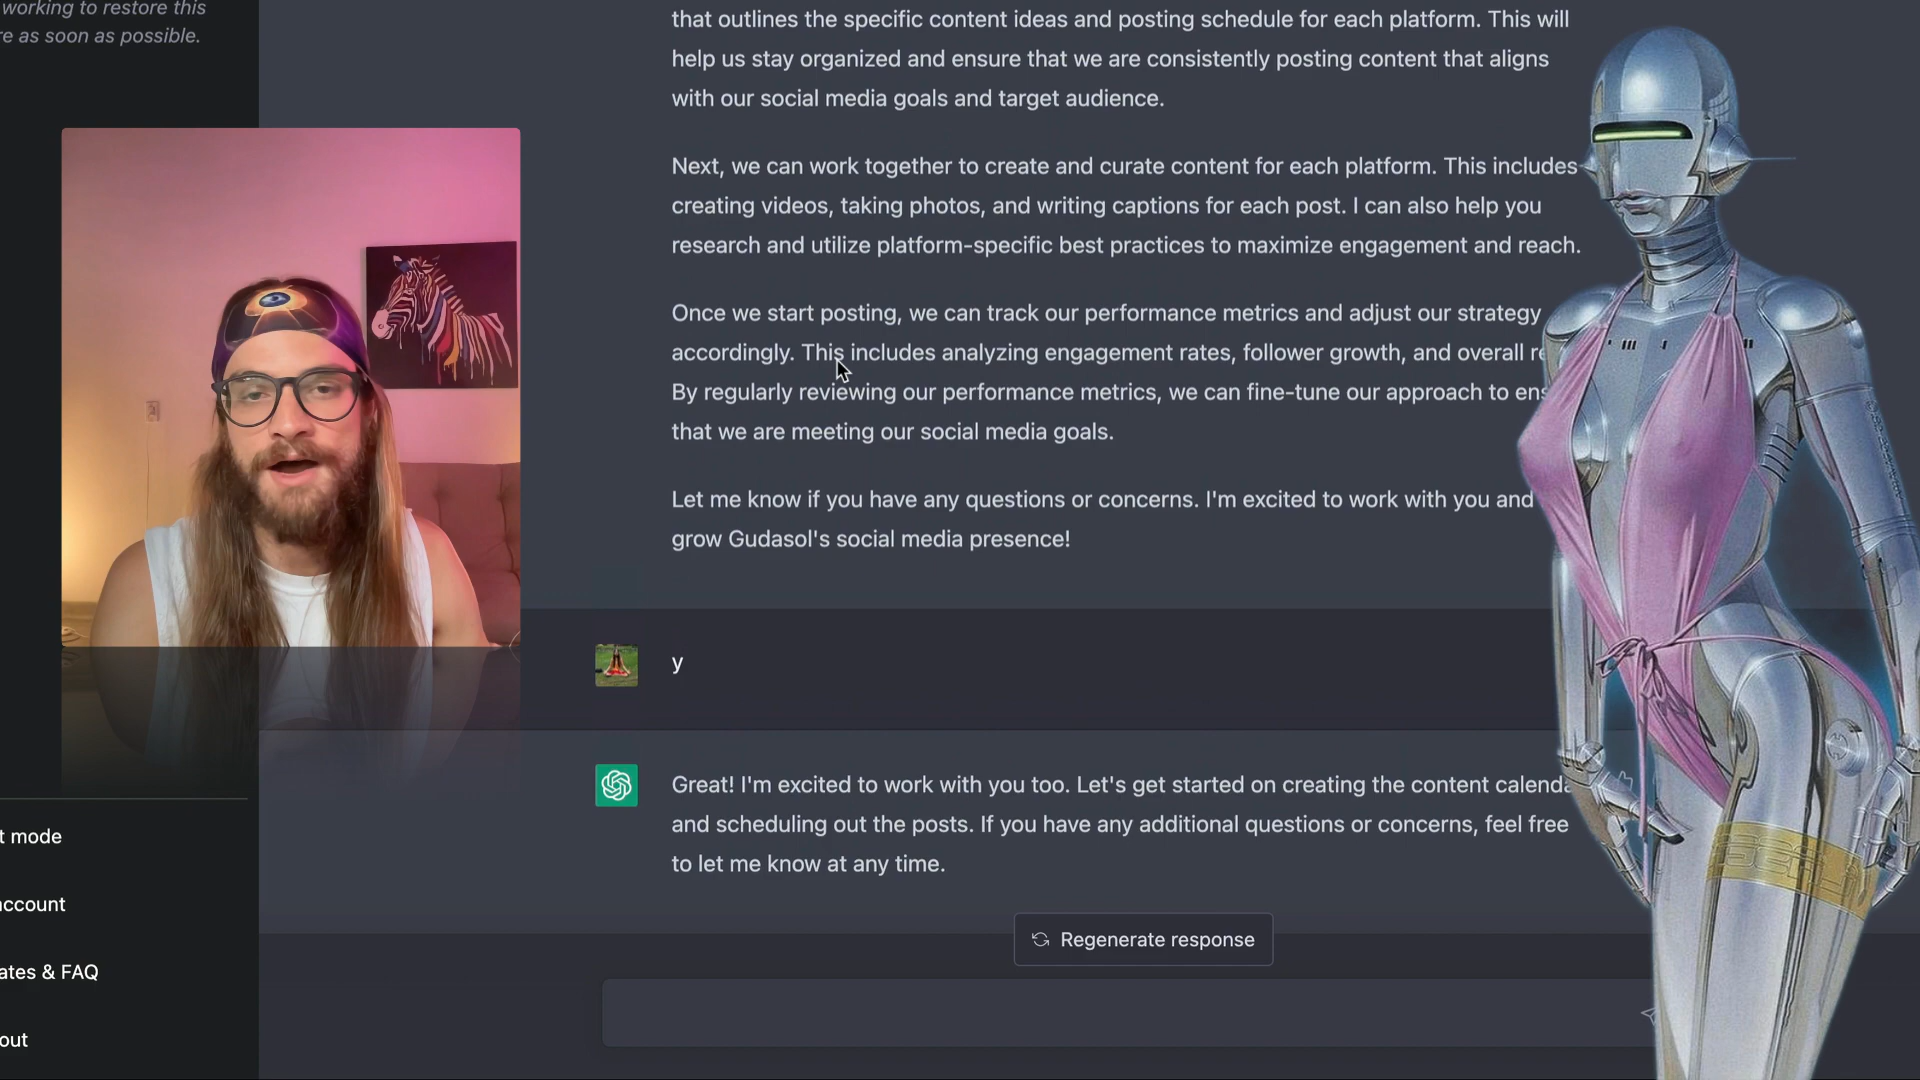 working to restore this
re as soon as possible.
that outlines the specific content ideas and posting schedule for each platform. This will
help us stay organized and ensure that we are consistently posting content that aligns
with our social media goals and target audience.
Next, we can work together to create and curate content for each platform. This includes
creating videos, taking photos, and writing captions for each post. I can also help you
research and utilize platform-specific best practices to maximize engagement and reach.
Once we start posting, we can track our performance metrics and adjust our strategy
accordingly. This includes analyzing engagement rates, follower growth, and overall re
By regularly reviewing our performance metrics, we can fine-tune our approach to ens
that we are meeting our social media goals.
Let me know if you have any questions or concerns. I'm excited to work with you and
grow Gudasol's social media presence!
y
Great! I'm excited to work with you too. Let's get started on creating the content calenda
and scheduling out the posts. If you have any additional questions or concerns, feel free
to let me know at any time.
Regenerate response
t mode
account
ates & FAQ
out